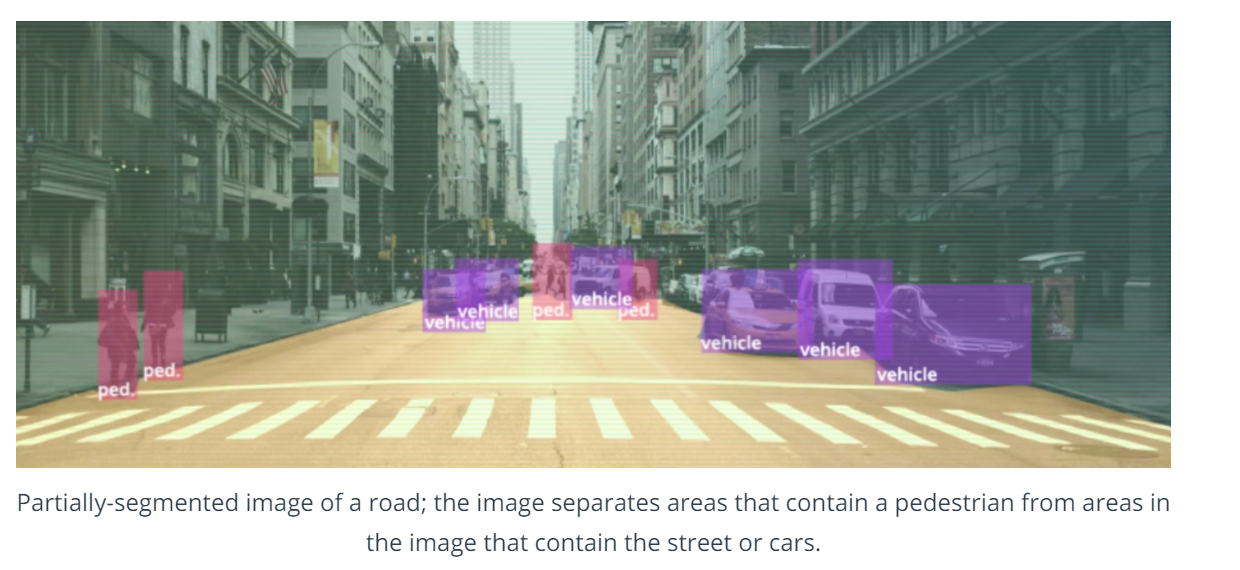 ped.
ped.
vehicle
vehicle
ped.
vehicle
ped.
vehicle
vehicle
vehicle
Partially-segmented image of a road; the image separates areas that contain a pedestrian from areas in
the image that contain the street or cars.